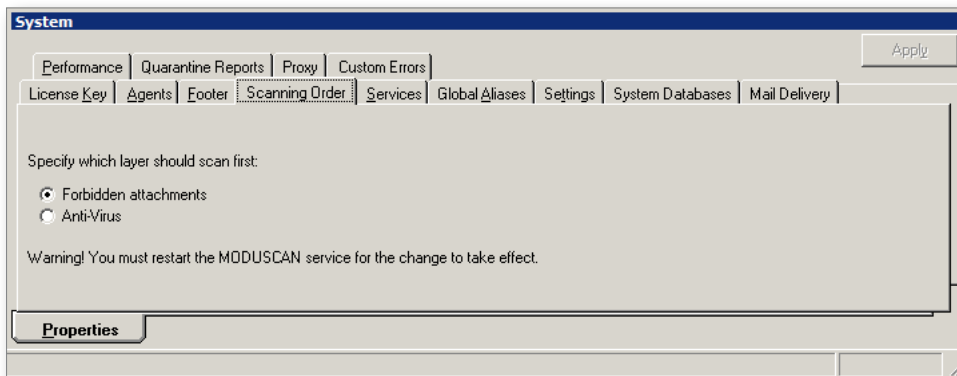 System
Apply
Performance Quarantine Reports Proxy Custom Errors
License Key Agents Footer Scanning Order Services Global Aliases Settings System Databases Mail Delivery
Specify which layer should scan first:
Forbidden attachments
Anti-Virus
Warning! You must restart the MODUSCAN service for the change to take effect.
Properties